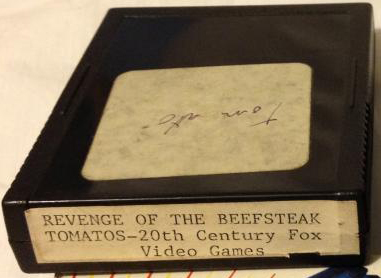 REVENGE OF THE BEEFSTEAK
TOMATOS-20th Century Fox
Video Games